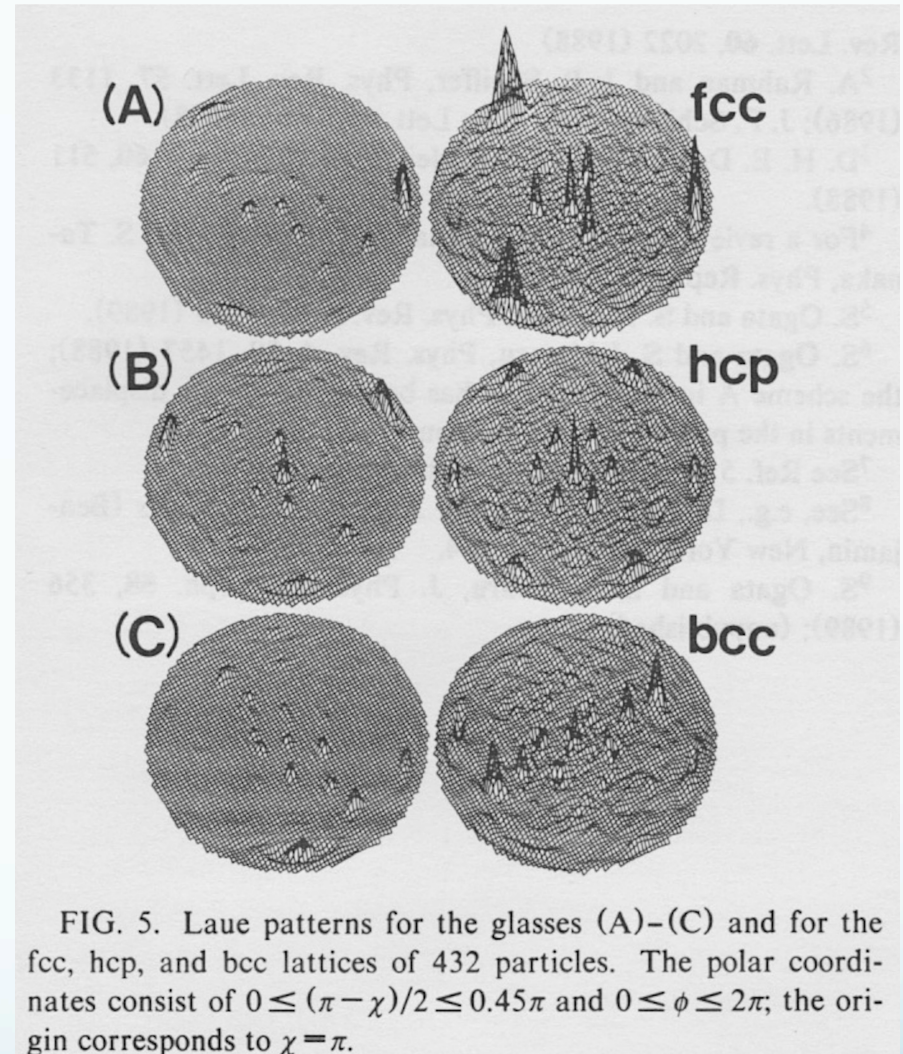 (A)
fcc
(B)
hcp
(C)
bcc
FIG. 5. Laue patterns for the glasses (A)–(C) and for the
fcc, hcp, and bcc lattices of 432 particles. The polar coordi-
nates consist of 0≤(π−χ)/2≤0.45π and 0≤ϕ≤2π; the ori-
gin corresponds to χ=π.